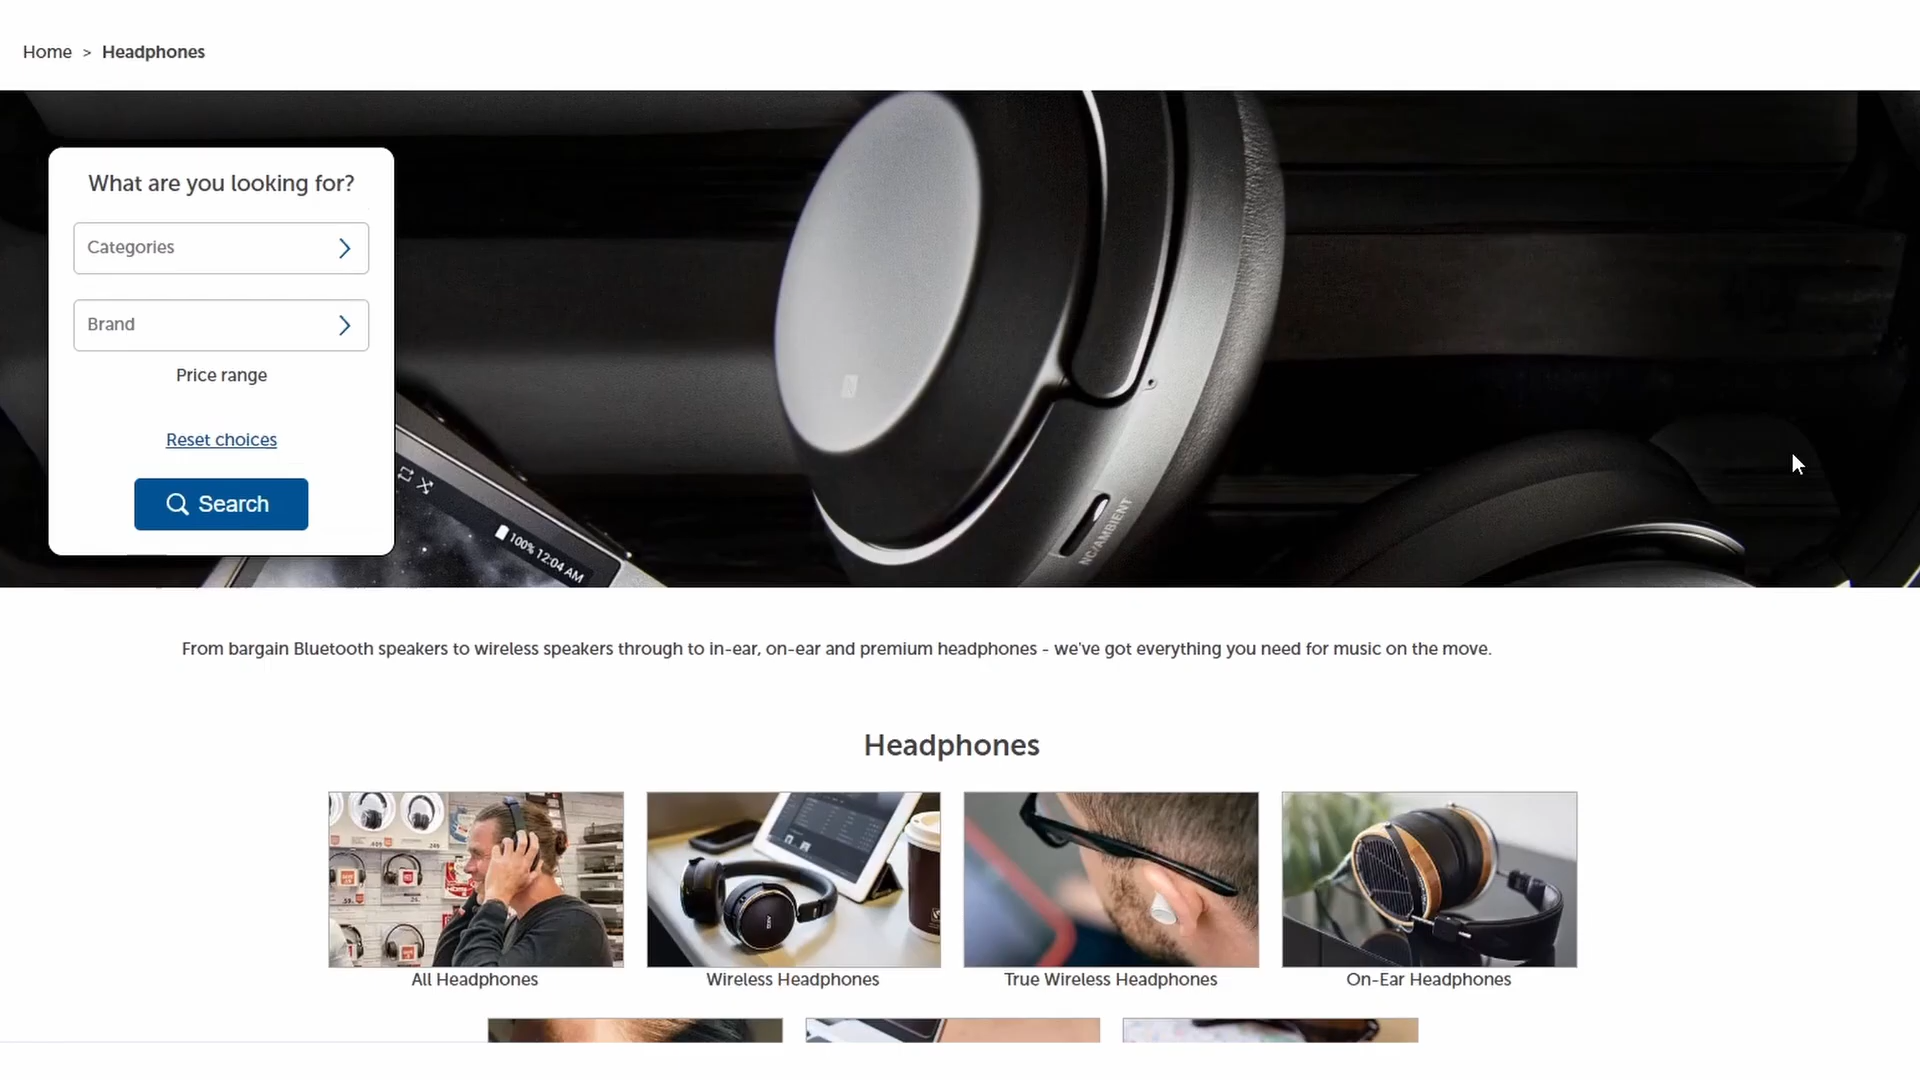 Home > Headphones
What are you looking for?
Categories
Brand
Price range
Reset choices
Search
100% 12:04 AM
NC/AMBIENT
From bargain Bluetooth speakers to wireless speakers through to in-ear, on-ear and premium headphones - we've got everything you need for music on the move.
Headphones
All Headphones
Wireless Headphones
True Wireless Headphones
On-Ear Headphones